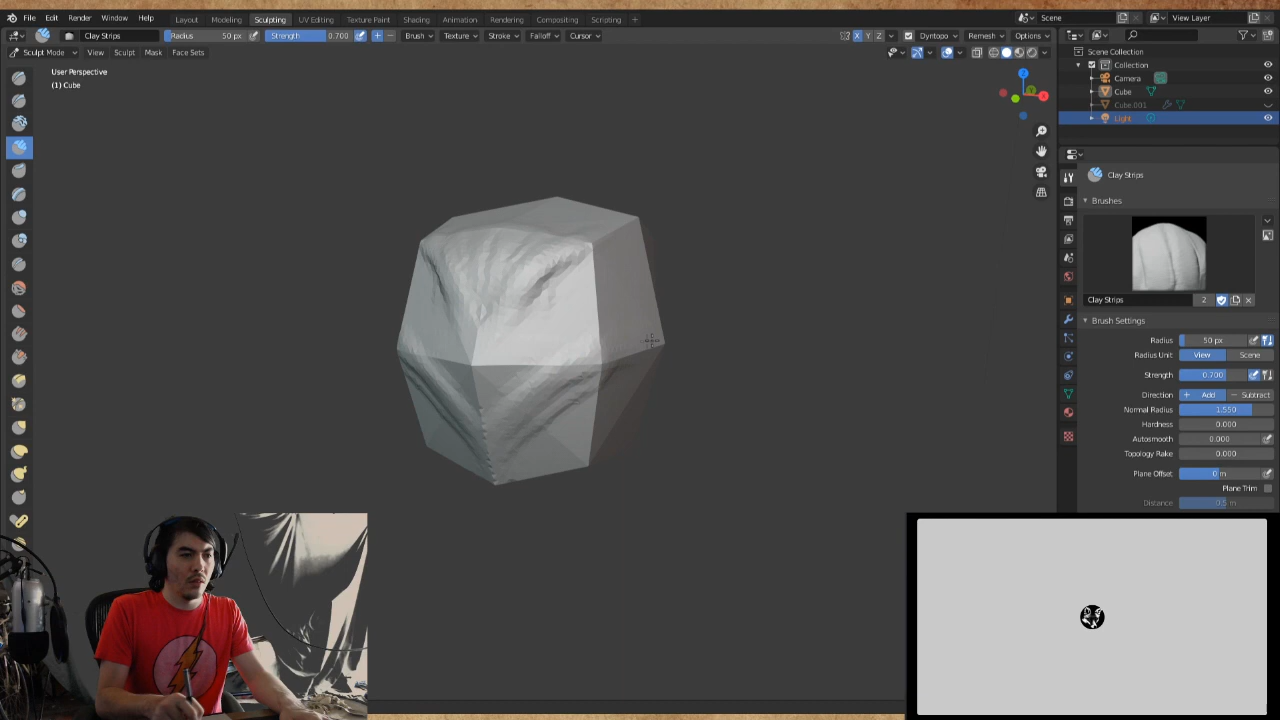 File Edit Render Window Help Layout Modeling Sculpting UV Editing Texture Paint Shading Animation Rendering Compositing Scripting + Scene View Layer
Clay Strips Radius 50 px Strength 0.700 Brush Texture Stroke Falloff Cursor X Y Z Dyntopo Remesh Options
Sculpt Mode View Sculpt Mask Face Sets
Scene Collection
Collection
Camera
Cube
Cube.001
Light
User Perspective
(1) Cube
Clay Strips
Brushes
Clay Strips 2
Brush Settings
Radius 50 px
Radius Unit View Scene
Strength 0.700
Direction + Add − Subtract
Normal Radius 1.550
Hardness 0.000
Autosmooth 0.000
Topology Rake 0.000
Plane Offset 0 m
Plane Trim
Distance 0.5 m